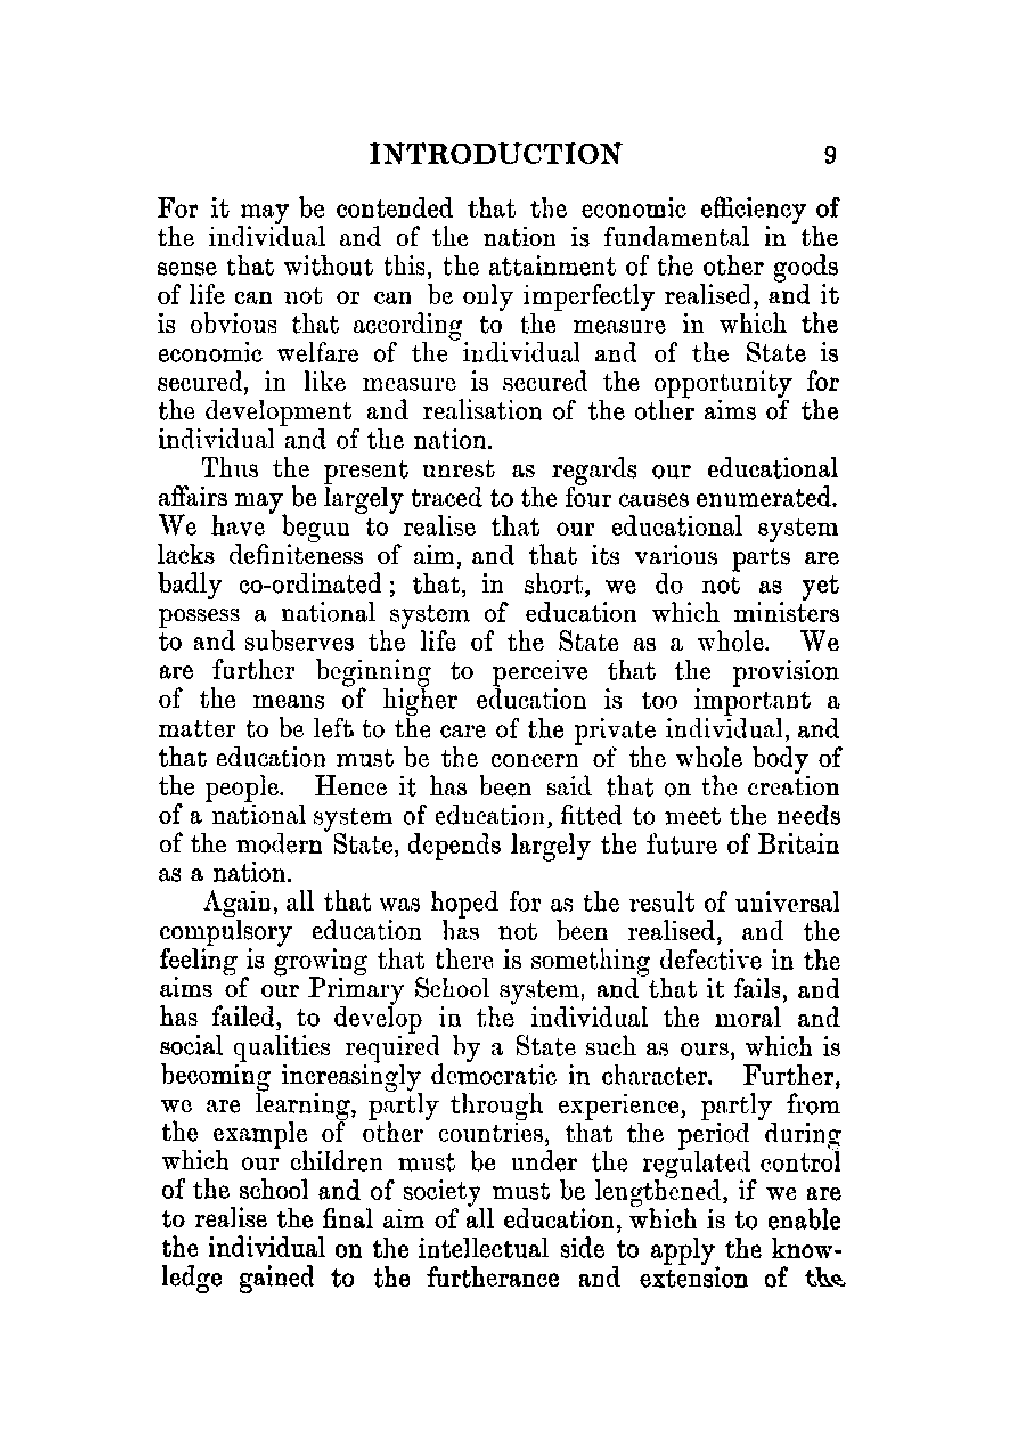 INTRODUCTION 9
For it may be contended that the economic efficiency of
the individual and of the nation is fundamental in the
sense that without this, the attainment of the other goods
of life can not or can be only imperfectly realised, and it
is obvious that according to the measure in which the
economic welfare of the individual and of the State is
secured, in like measure is secured the opportunity for
the development and realisation of the other aims of the
individual and of the nation.
Thus the present unrest as regards our educational
affairs may be largely traced to the four causes enumerated.
We have begun to realise that our educational system
lacks definiteness of aim, and that its various parts are
badly co-ordinated; that, in short, we do not as yet
possess a national system of education which ministers
to and subserves the life of the State as a whole. We
are further beginning to perceive that the provision
of the means of higher education is too important a
matter to be left to the care of the private individual, and
that education must be the concern of the whole body of
the people. Hence it has been said that on the creation
of a national system of education, fitted to meet the needs
of the modern State, depends largely the future of Britain
as a nation.
Again, all that was hoped for as the result of universal
compulsory education has not been realised, and the
feeling is growing that there is something defective in the
aims of our Primary School system, and that it fails, and
has failed, to develop in the individual the moral and
social qualities required by a State such as ours, which is
becoming increasingly democratic in character. Further,
we are learning, partly through experience, partly from
the example of other countries, that the period during
which our children must be under the regulated control
of the school and of society must be lengthened, if we are
to realise the final aim of all education, which is to enable
the individual on the intellectual side to apply the know-
ledge gained to the furtherance and extension of the